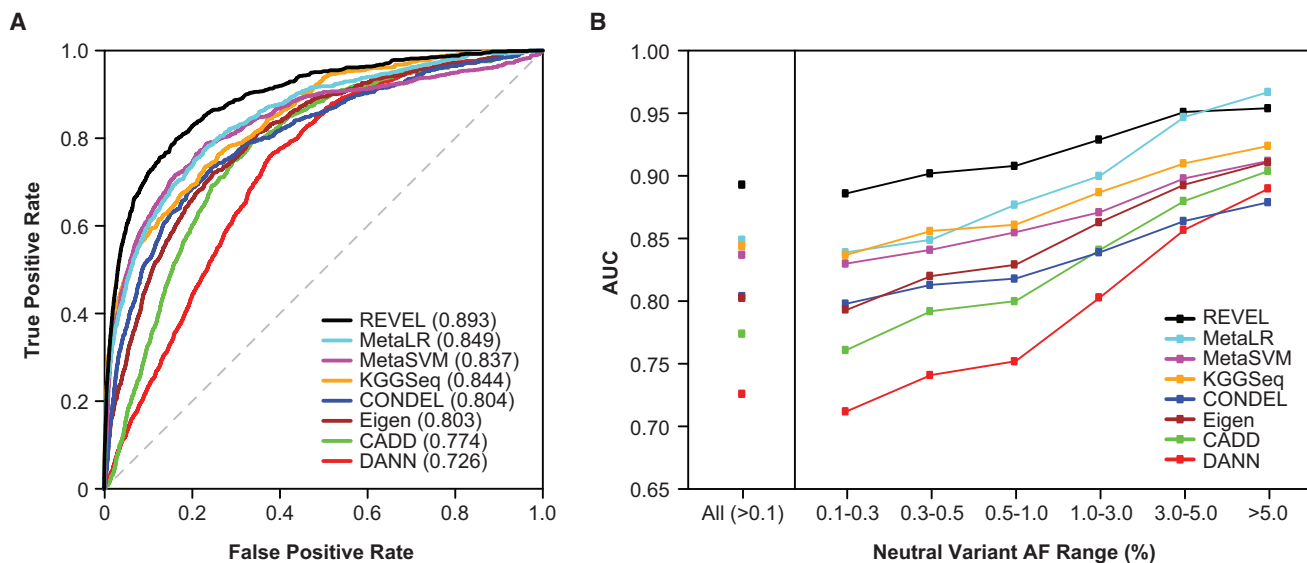 A
True Positive Rate
1.0
0.8
0.6
0.4
0.2
0
REVEL (0.893)
MetaLR (0.849)
MetaSVM (0.837)
KGGSeq (0.844)
CONDEL (0.804)
Eigen (0.803)
CADD (0.774)
DANN (0.726)
0 0.2 0.4 0.6 0.8 1.0
False Positive Rate
B
AUC
1.00
0.95
0.90
0.85
0.80
0.75
0.70
0.65
REVEL
MetaLR
MetaSVM
KGGSeq
CONDEL
Eigen
CADD
DANN
All (>0.1) 0.1-0.3 0.3-0.5 0.5-1.0 1.0-3.0 3.0-5.0 >5.0
Neutral Variant AF Range (%)